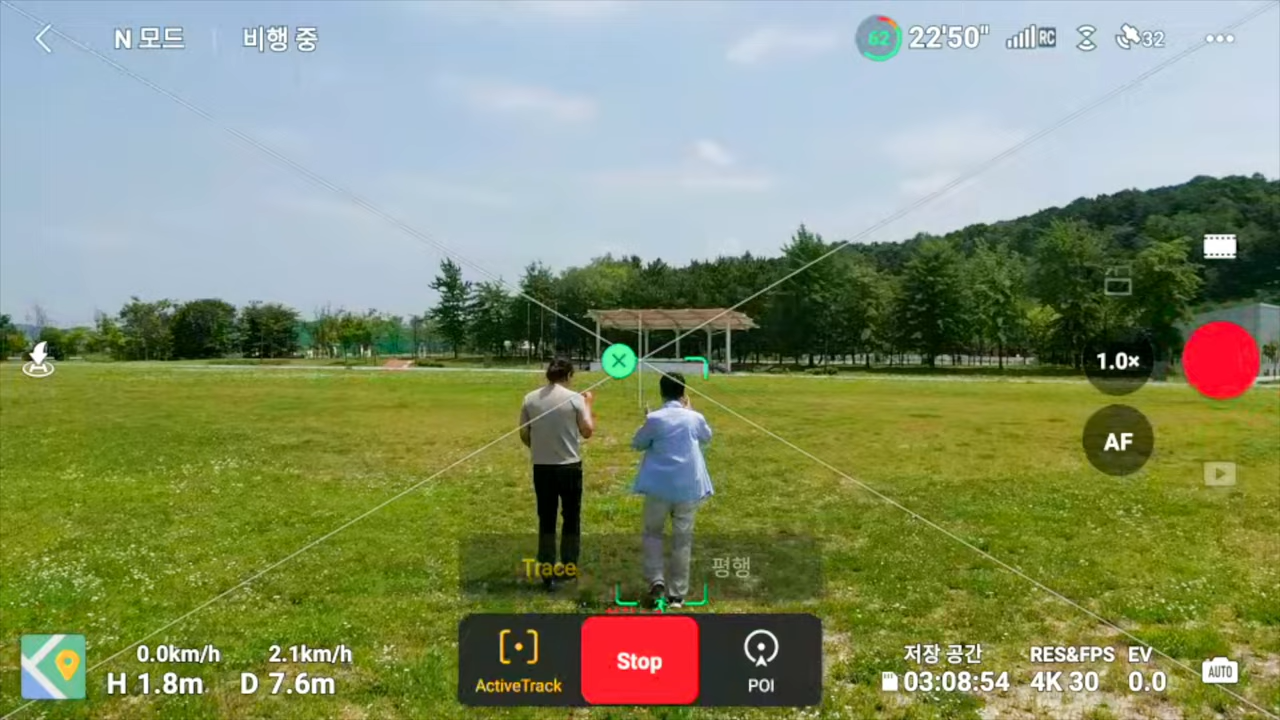 N 모드
비행 중
62
22'50"
RC
32
1.0×
AF
Trace
평행
ActiveTrack
Stop
POI
0.0km/h
2.1km/h
H 1.8m
D 7.6m
저장 공간
03:08:54
RES&FPS
4K 30
EV
0.0
AUTO